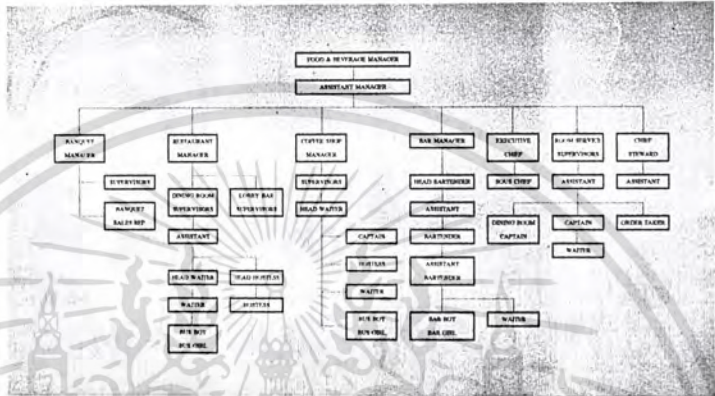 FOOD & BEVERAGE MANAGER
ASSISTANT MANAGER
BANQUET
MANAGER
RESTAURANT
MANAGER
COFFEE SHOP
MANAGER
BAR MANAGER
EXECUTIVE
CHIEF
ROOM SERVICE
SUPERVISORS
CHIEF
STEWARD
SUPERVISORS
BANQUET
SALES REP
DINING ROOM
SUPERVISORS
LOBBY BAR
SUPERVISORS
ASSISTANT
HEAD WAITER
HEAD HOSTESS
WAITER
HOSTESS
BUS BOY
BUS GIRL
SUPERVISORS
HEAD WAITER
CAPTAIN
HOSTESS
WAITER
BUS BOY
BUS GIRL
HEAD BARTENDER
ASSISTANT
BARTENDER
ASSISTANT
BARTENDER
BAR BOY
BAR GIRL
WAITER
SOUS CHIEF
ASSISTANT
ASSISTANT
DINING ROOM
CAPTAIN
CAPTAIN
ORDER TAKER
WAITER